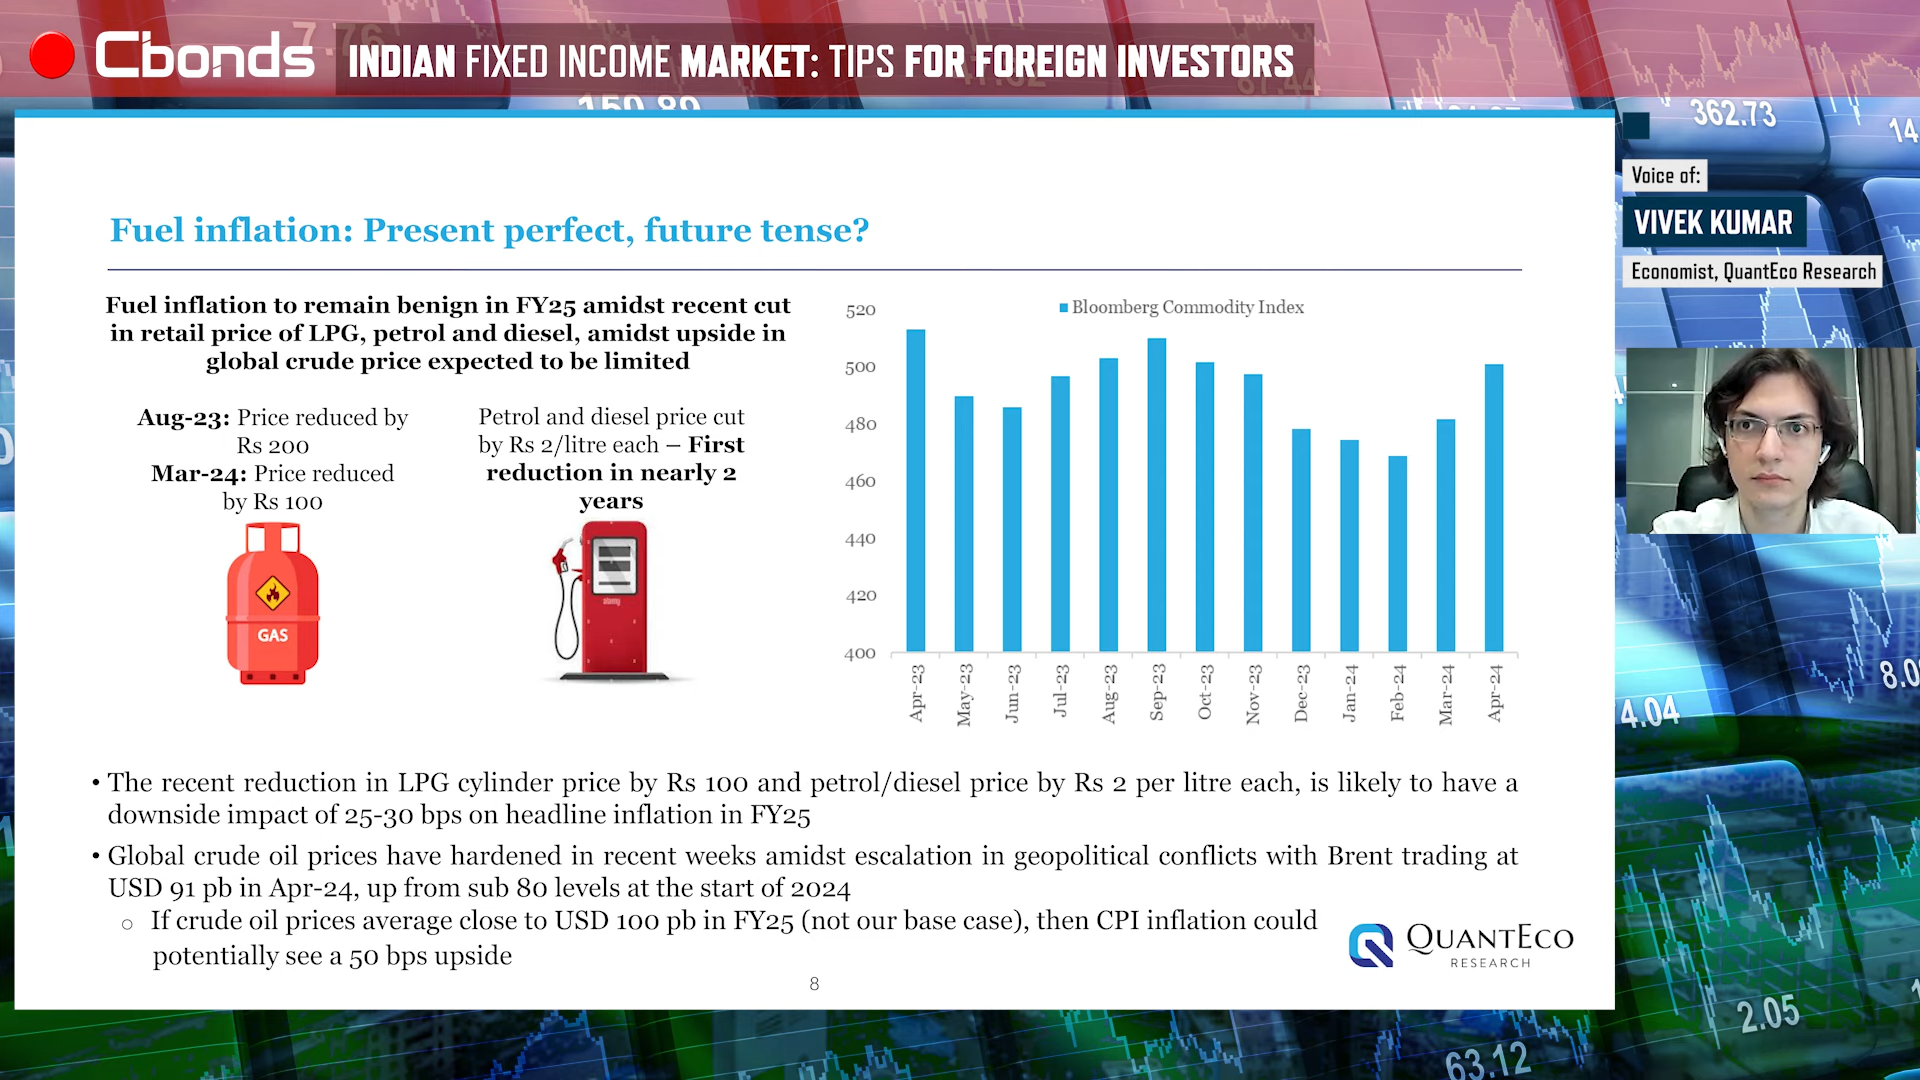 Cbonds
INDIAN FIXED INCOME MARKET: TIPS FOR FOREIGN INVESTORS
7.76
67.44
150.89
362.73
14
Voice of:
VIVEK KUMAR
Economist, QuantEco Research
Fuel inflation: Present perfect, future tense?
Fuel inflation to remain benign in FY25 amidst recent cut
in retail price of LPG, petrol and diesel, amidst upside in
global crude price expected to be limited
Aug-23: Price reduced by
Rs 200
Mar-24: Price reduced
by Rs 100
GAS
Petrol and diesel price cut
by Rs 2/litre each – First
reduction in nearly 2
years
alamy
Bloomberg Commodity Index
520
500
480
460
440
420
400
Apr-23
May-23
Jun-23
Jul-23
Aug-23
Sep-23
Oct-23
Nov-23
Dec-23
Jan-24
Feb-24
Mar-24
Apr-24
• The recent reduction in LPG cylinder price by Rs 100 and petrol/diesel price by Rs 2 per litre each, is likely to have a
downside impact of 25-30 bps on headline inflation in FY25
• Global crude oil prices have hardened in recent weeks amidst escalation in geopolitical conflicts with Brent trading at
USD 91 pb in Apr-24, up from sub 80 levels at the start of 2024
o If crude oil prices average close to USD 100 pb in FY25 (not our base case), then CPI inflation could
potentially see a 50 bps upside
QUANTECO
RESEARCH
8
8.0
4.04
2.05
63.12